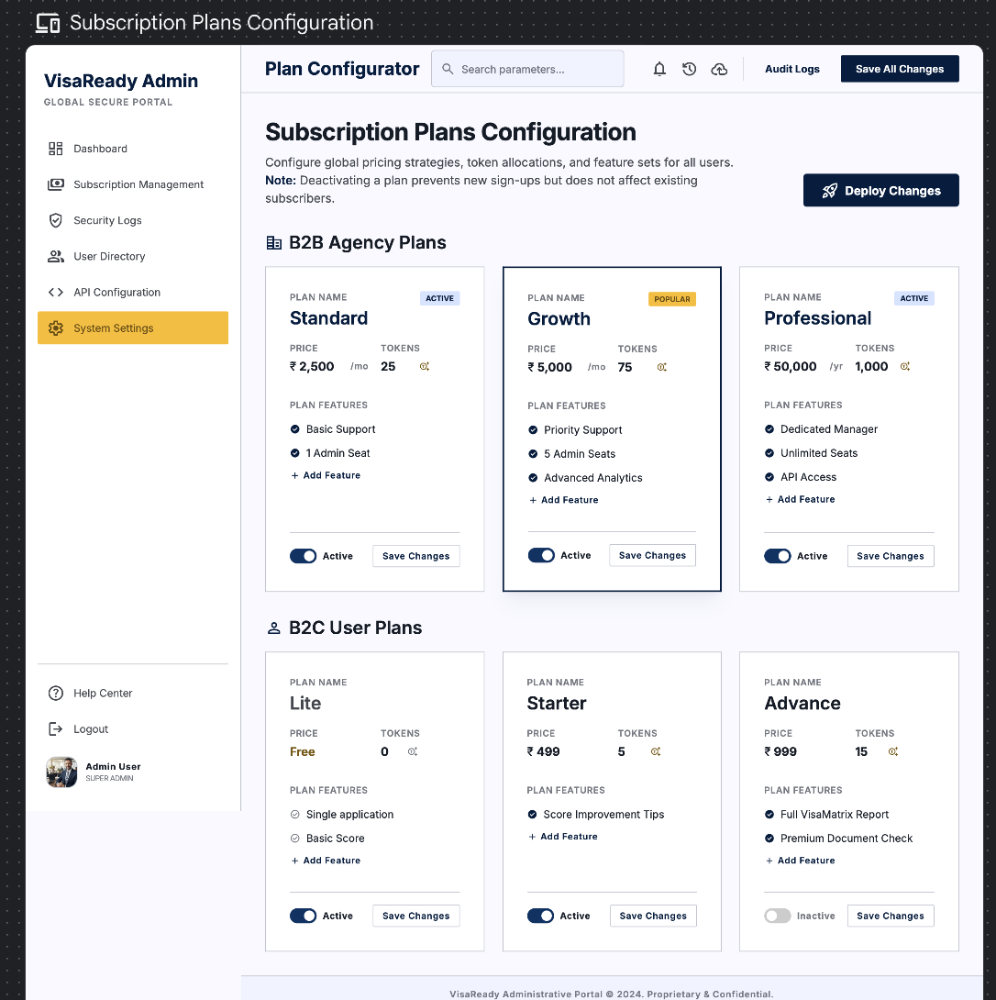 Subscription Plans Configuration
VisaReady Admin
GLOBAL SECURE PORTAL
Dashboard
Subscription Management
Security Logs
User Directory
API Configuration
System Settings
Help Center
Logout
Admin User
SUPER ADMIN
Plan Configurator
Search parameters...
Audit Logs
Save All Changes
Subscription Plans Configuration
Configure global pricing strategies, token allocations, and feature sets for all users.
Note: Deactivating a plan prevents new sign-ups but does not affect existing
subscribers.
Deploy Changes
B2B Agency Plans
PLAN NAME
ACTIVE
Standard
PRICE
TOKENS
₹ 2,500 /mo
25
PLAN FEATURES
Basic Support
1 Admin Seat
+ Add Feature
Active
Save Changes
PLAN NAME
POPULAR
Growth
PRICE
TOKENS
₹ 5,000 /mo
75
PLAN FEATURES
Priority Support
5 Admin Seats
Advanced Analytics
+ Add Feature
Active
Save Changes
PLAN NAME
ACTIVE
Professional
PRICE
TOKENS
₹ 50,000 /yr
1,000
PLAN FEATURES
Dedicated Manager
Unlimited Seats
API Access
+ Add Feature
Active
Save Changes
B2C User Plans
PLAN NAME
Lite
PRICE
TOKENS
Free
0
PLAN FEATURES
Single application
Basic Score
+ Add Feature
Active
Save Changes
PLAN NAME
Starter
PRICE
TOKENS
₹ 499
5
PLAN FEATURES
Score Improvement Tips
+ Add Feature
Active
Save Changes
PLAN NAME
Advance
PRICE
TOKENS
₹ 999
15
PLAN FEATURES
Full VisaMatrix Report
Premium Document Check
+ Add Feature
Inactive
Save Changes
VisaReady Administrative Portal © 2024. Proprietary & Confidential.